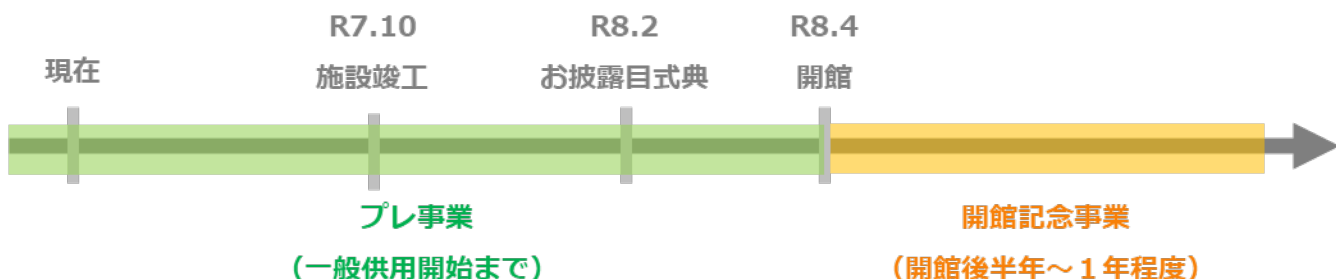 現在
R7.10
施設竣工
R8.2
お披露目式典
R8.4
開館
プレ事業
（一般供用開始まで）
開館記念事業
（開館後半年～１年程度）